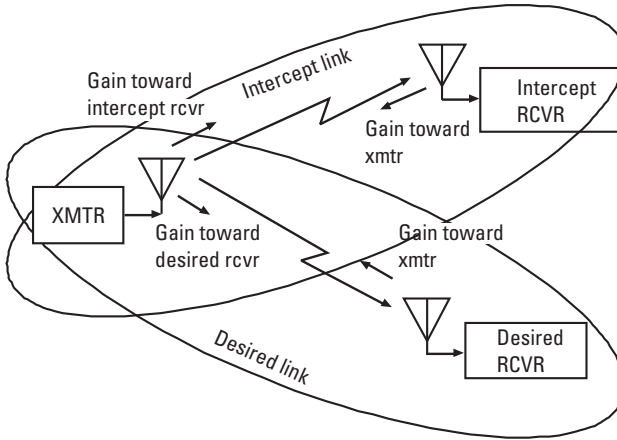 Gain toward
intercept rcvr
Intercept link
Intercept
RCVR
Gain toward
xmtr
XMTR
Gain toward
desired rcvr
Gain toward
xmtr
Desired link
Desired
RCVR